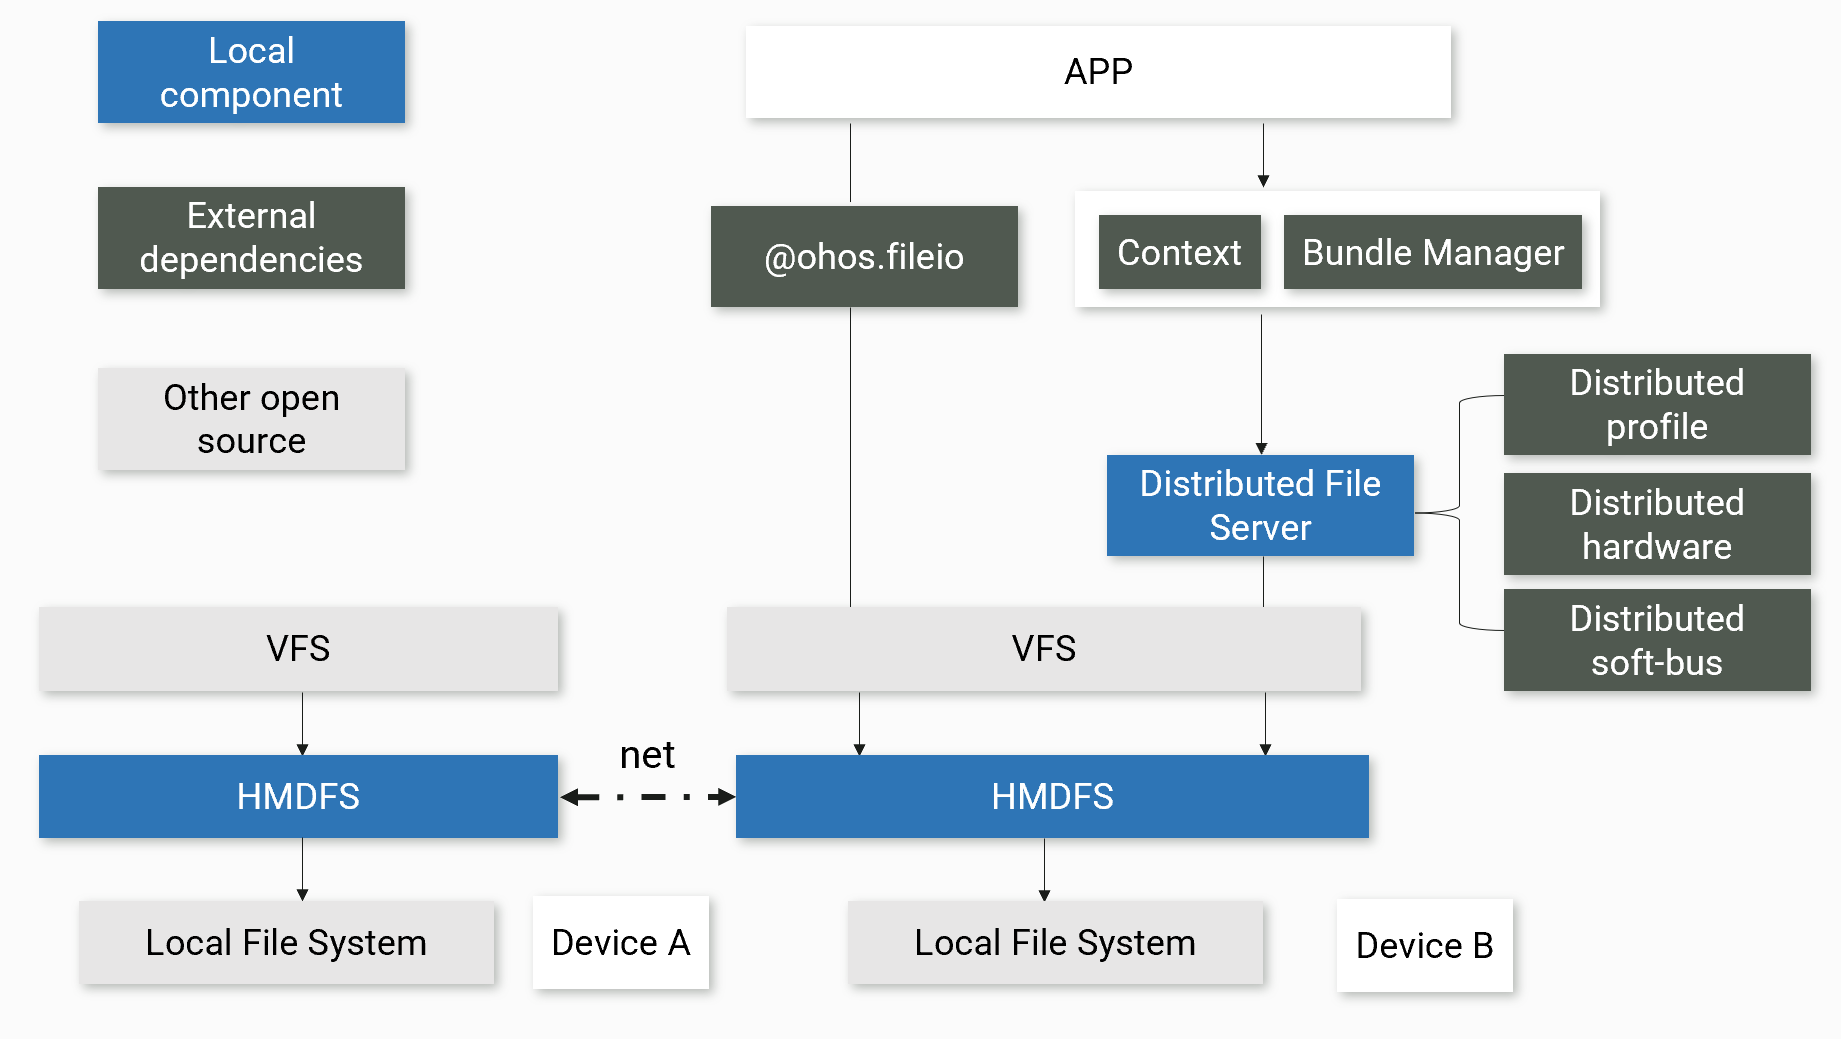 Local
component
External
dependencies
Other open
source
APP
@ohos.fileio
Context
Bundle Manager
Distributed File
Server
Distributed
profile
Distributed
hardware
Distributed
soft-bus
VFS
VFS
HMDFS
net
HMDFS
Local File System
Device A
Local File System
Device B